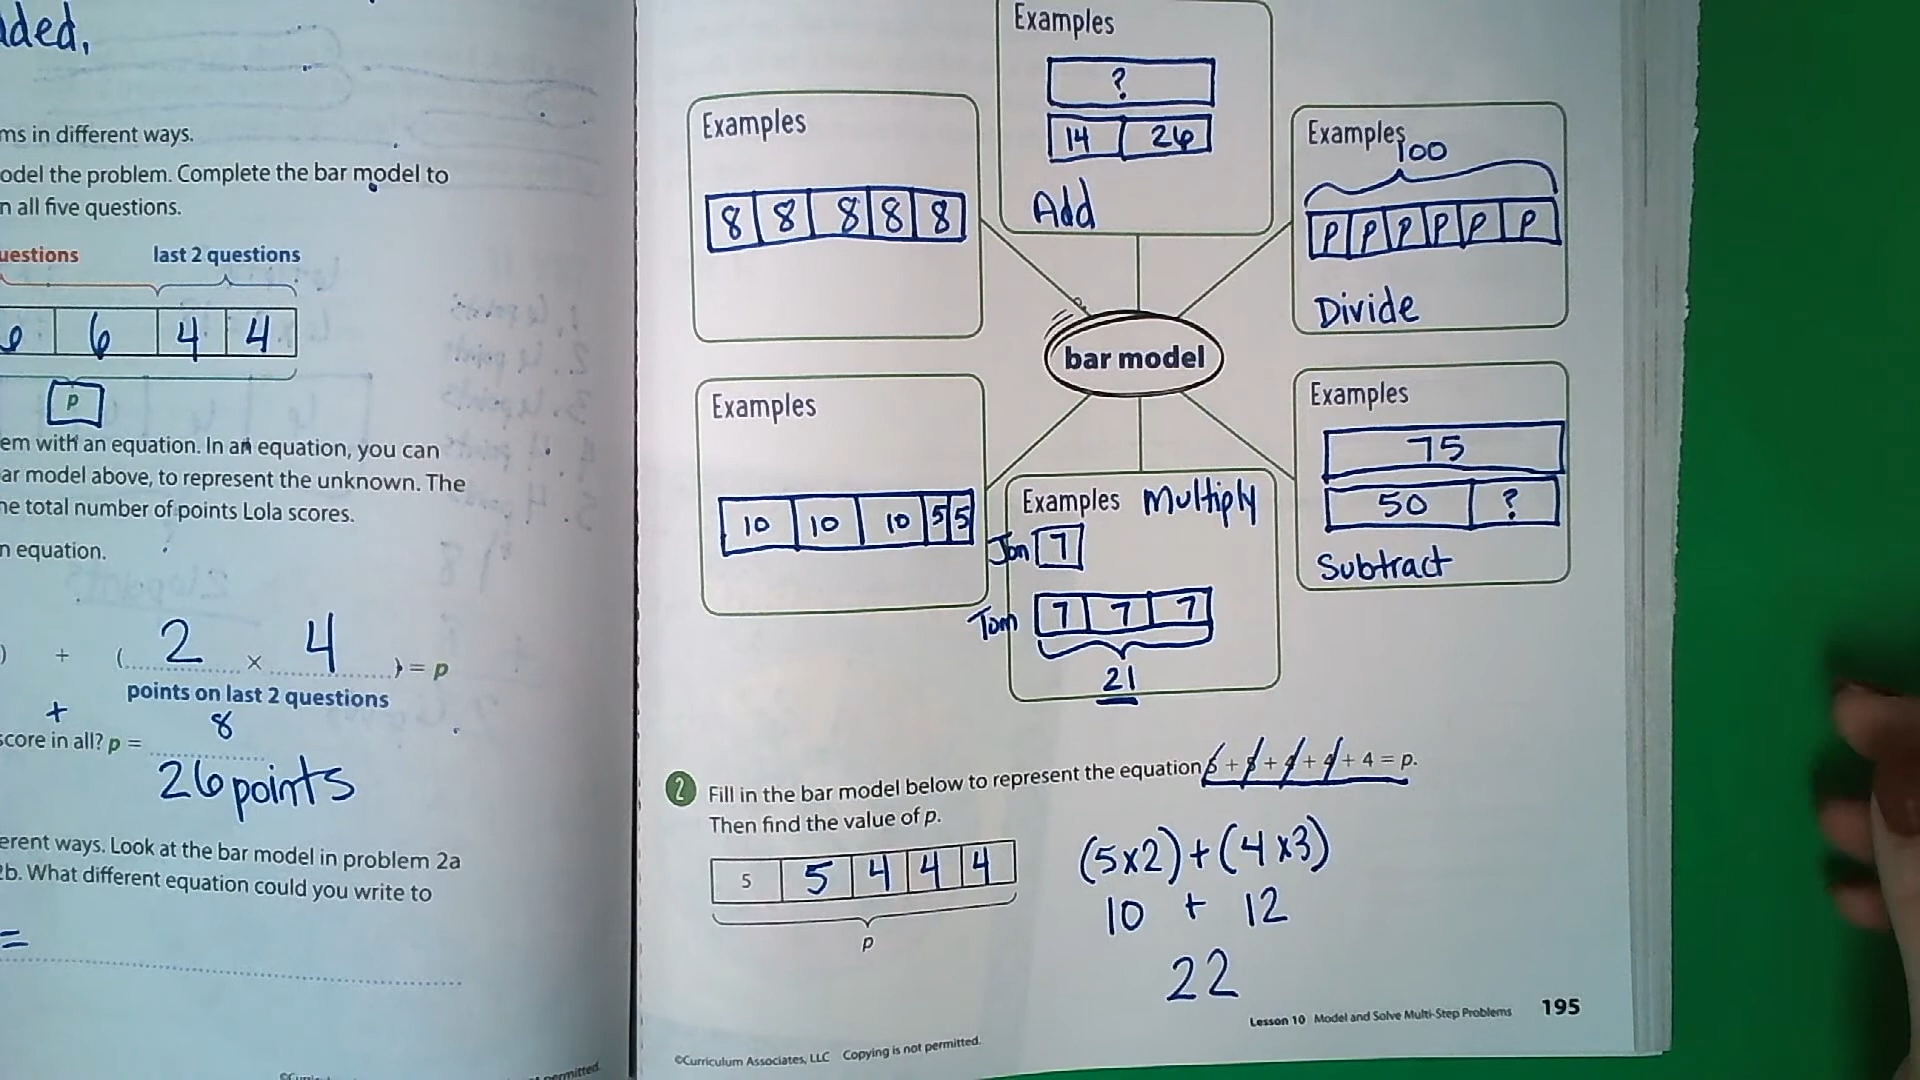 ded.
ms in different ways.
odel the problem. Complete the bar model to
n all five questions.
uestions last 2 questions
6 4 4
p
em with an equation. In an equation, you can
ar model above, to represent the unknown. The
ne total number of points Lola scores.
n equation.
) + ( 2 × 4 ) = p
points on last 2 questions
+ 8
score in all? p =
26 points
erent ways. Look at the bar model in problem 2a
2b. What different equation could you write to
=
Examples
?
14 26
Add
Examples
8 8 8 8 8
Examples
100
p p p p p p
Divide
bar model
Examples
10 10 10 5 5
Examples Multiply
Jon 7
Tom 7 7 7
21
Examples
75
50 ?
Subtract
2 Fill in the bar model below to represent the equation 5 + 5 + 4 + 4 + 4 = p.
Then find the value of p.
5 5 4 4 4
p
(5x2)+(4x3)
10 + 12
22
Lesson 10 Model and Solve Multi-Step Problems 195
©Curriculum Associates, LLC Copying is not permitted.
permitted.